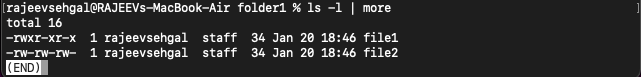 [rajeevsehgal@RAJEEVs-MacBook-Air folder1 % ls -l | more ]
total 16
-rwxr-xr-x  1 rajeevsehgal  staff  34 Jan 20 18:46 file1
-rw-rw-rw-  1 rajeevsehgal  staff  34 Jan 20 18:46 file2
(END)